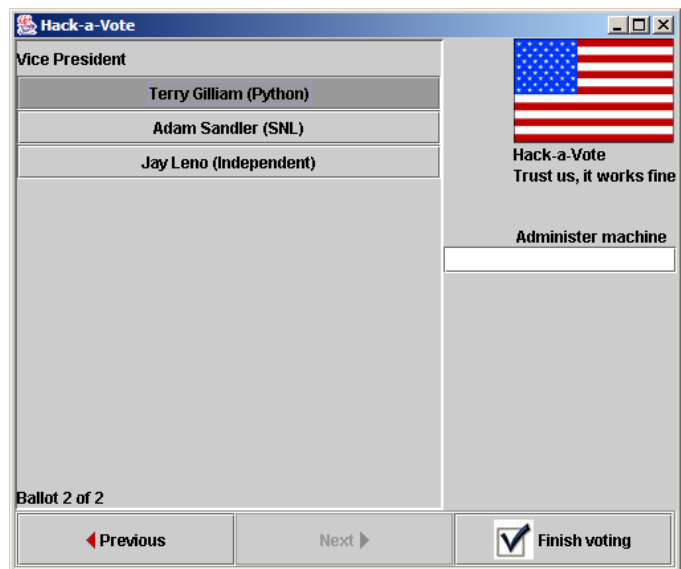 Hack-a-Vote
Vice President
Terry Gilliam (Python)
Adam Sandler (SNL)
Jay Leno (Independent)
Hack-a-Vote
Trust us, it works fine
Administer machine
Ballot 2 of 2
Previous
Next
Finish voting